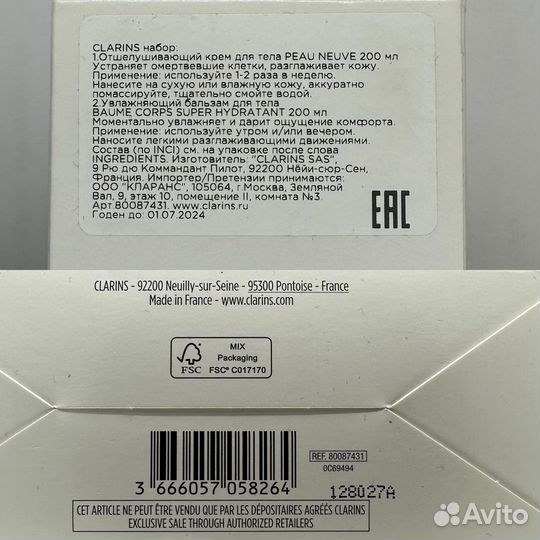 CLARINS набор:
1.Отшелушивающий крем для тела PEAU NEUVE 200 мл
Устраняет омертвевшие клетки, разглаживает кожу.
Применение: используйте 1-2 раза в неделю.
Нанесите на сухую или влажную кожу, аккуратно
помассируйте, тщательно смойте водой.
2.Увлажняющий бальзам для тела
BAUME CORPS SUPER HYDRATANT 200 мл
Моментально увлажняет и дарит ощущение комфорта.
Применение: используйте утром и/или вечером.
Наносите легкими разглаживающими движениями.
Состав (по INCI) см. на упаковке после слова
INGREDIENTS. Изготовитель: "CLARINS SAS",
9 Рю дю Коммандант Пилот, 92200 Нёйи-сюр-Сен,
Франция. Импортер/Претензии принимаются:
ООО "КЛАРАНС", 105064, г.Москва, Земляной
Вал, 9, этаж 10, помещение II, комната №3.
Арт.80087431. www.clarins.ru
Годен до: 01.07.2024
EAC
CLARINS - 92200 Neuilly-sur-Seine - 95300 Pontoise - France
Made in France - www.clarins.com
FSC
MIX
Packaging
FSC® C017170
REF. 80087431
0C69494
3 666057 058264
128027A
CET ARTICLE NE PEUT ÊTRE VENDU QUE PAR LES DÉPOSITAIRES AGRÉÉS CLARINS
EXCLUSIVE SALE THROUGH AUTHORIZED RETAILERS
Avito